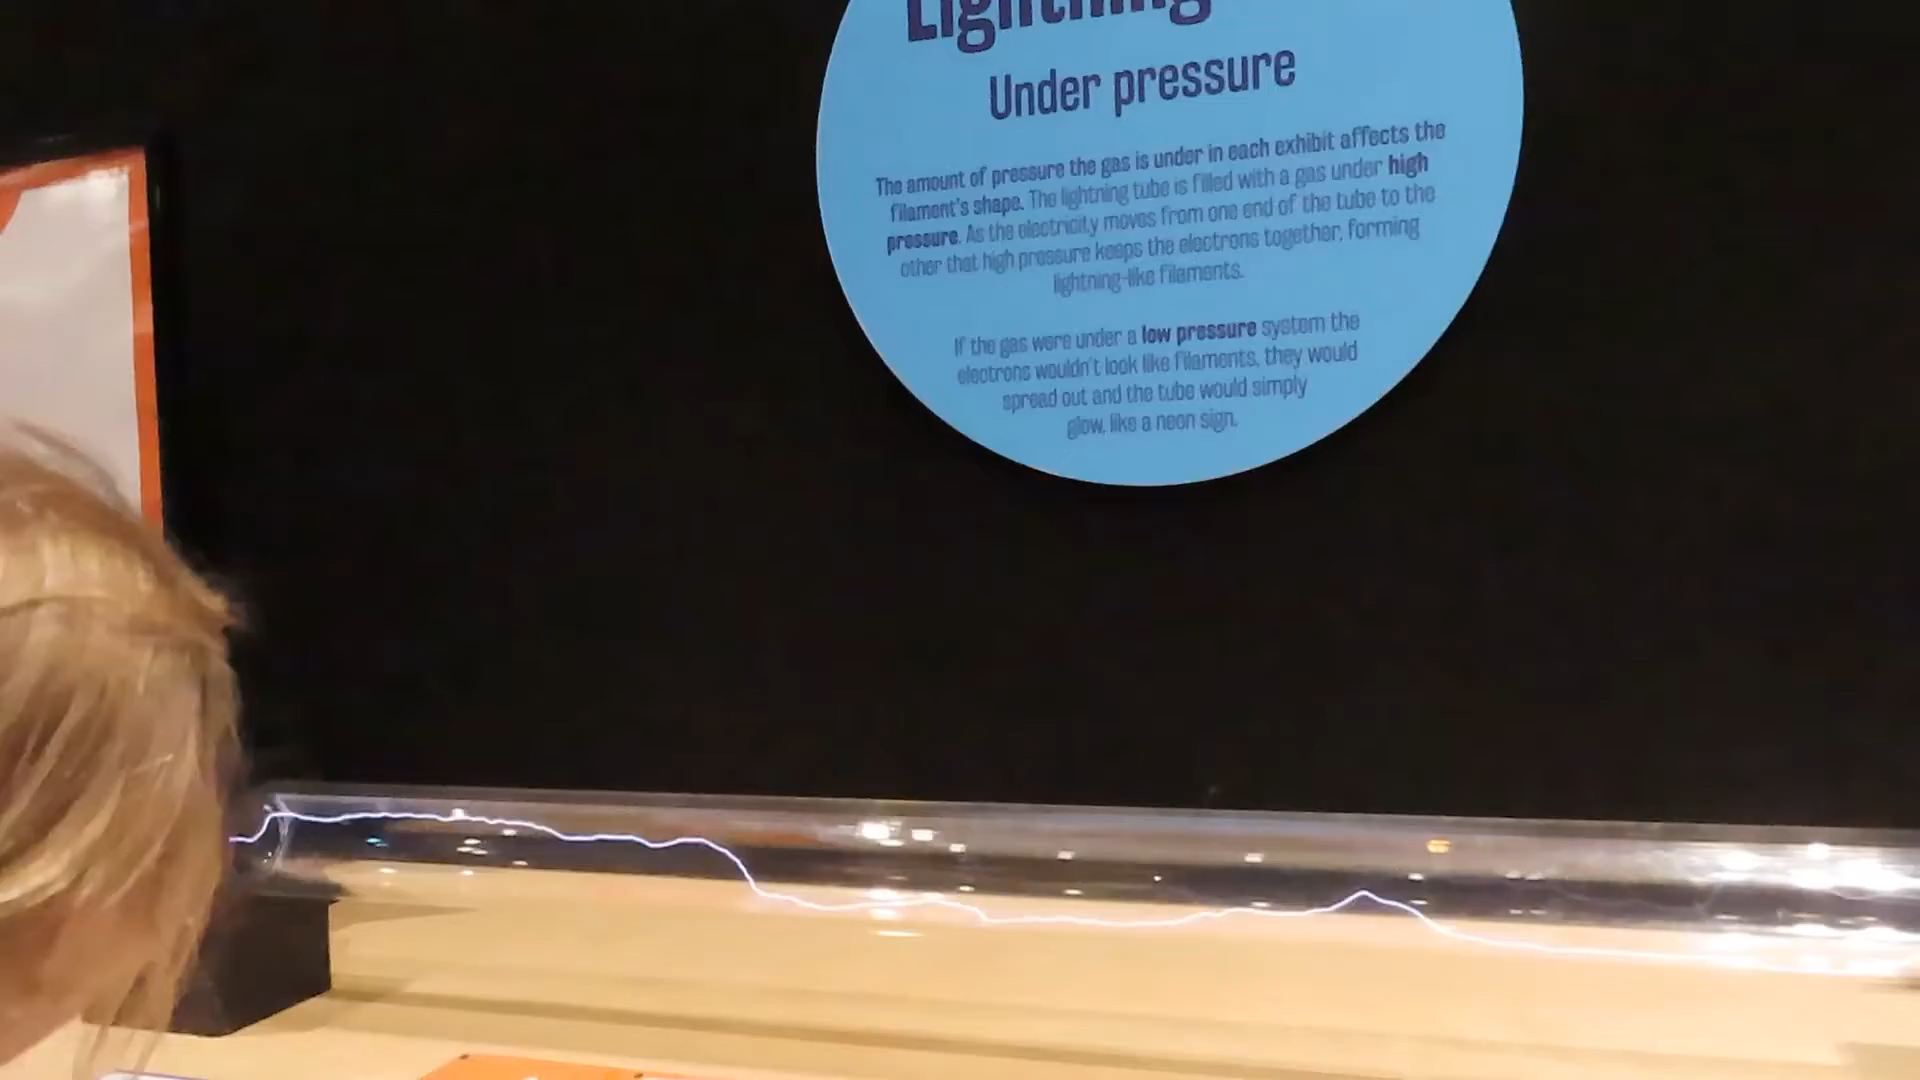 Lightning
Under pressure
The amount of pressure the gas is under in each exhibit affects the
filament's shape. The lightning tube is filled with a gas under high
pressure. As the electricity moves from one end of the tube to the
other that high pressure keeps the electrons together, forming
lightning-like filaments.
If the gas were under a low pressure system the
electrons wouldn't look like filaments, they would
spread out and the tube would simply
glow, like a neon sign.